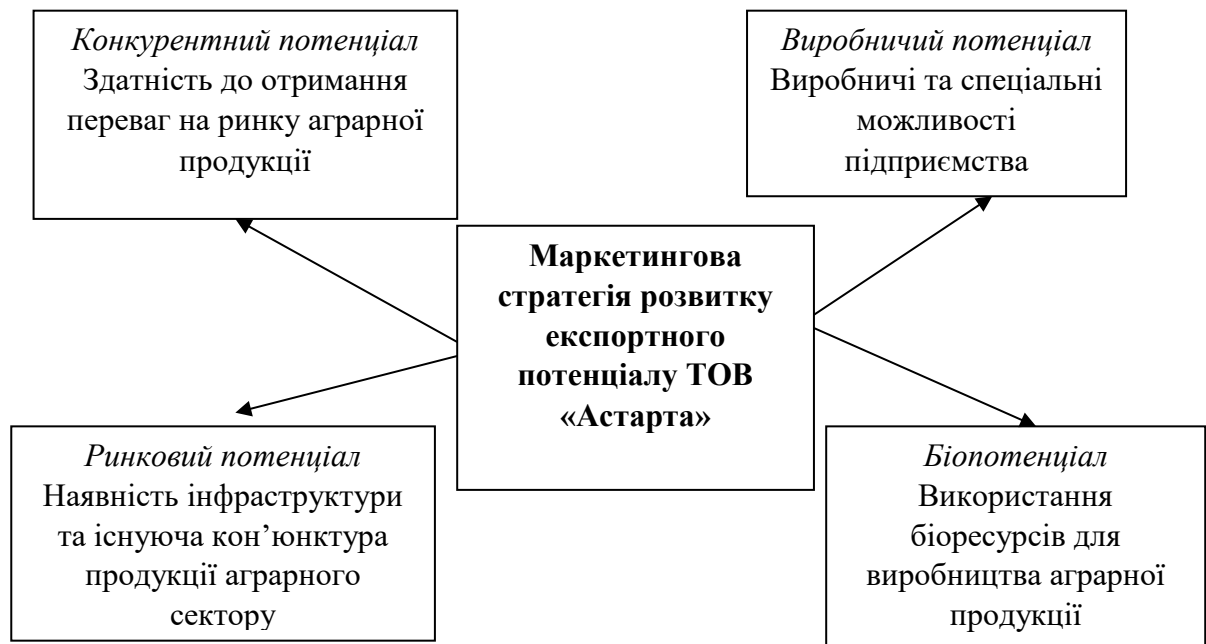 Конкурентний потенціал
Здатність до отримання
переваг на ринку аграрної
продукції
Виробничий потенціал
Виробничі та спеціальні
можливості
підприємства
Маркетингова
стратегія розвитку
експортного
потенціалу ТОВ
«Астарта»
Ринковий потенціал
Наявність інфраструктури
та існуюча кон’юнктура
продукції аграрного
сектору
Біопотенціал
Використання
біоресурсів для
виробництва аграрної
продукції